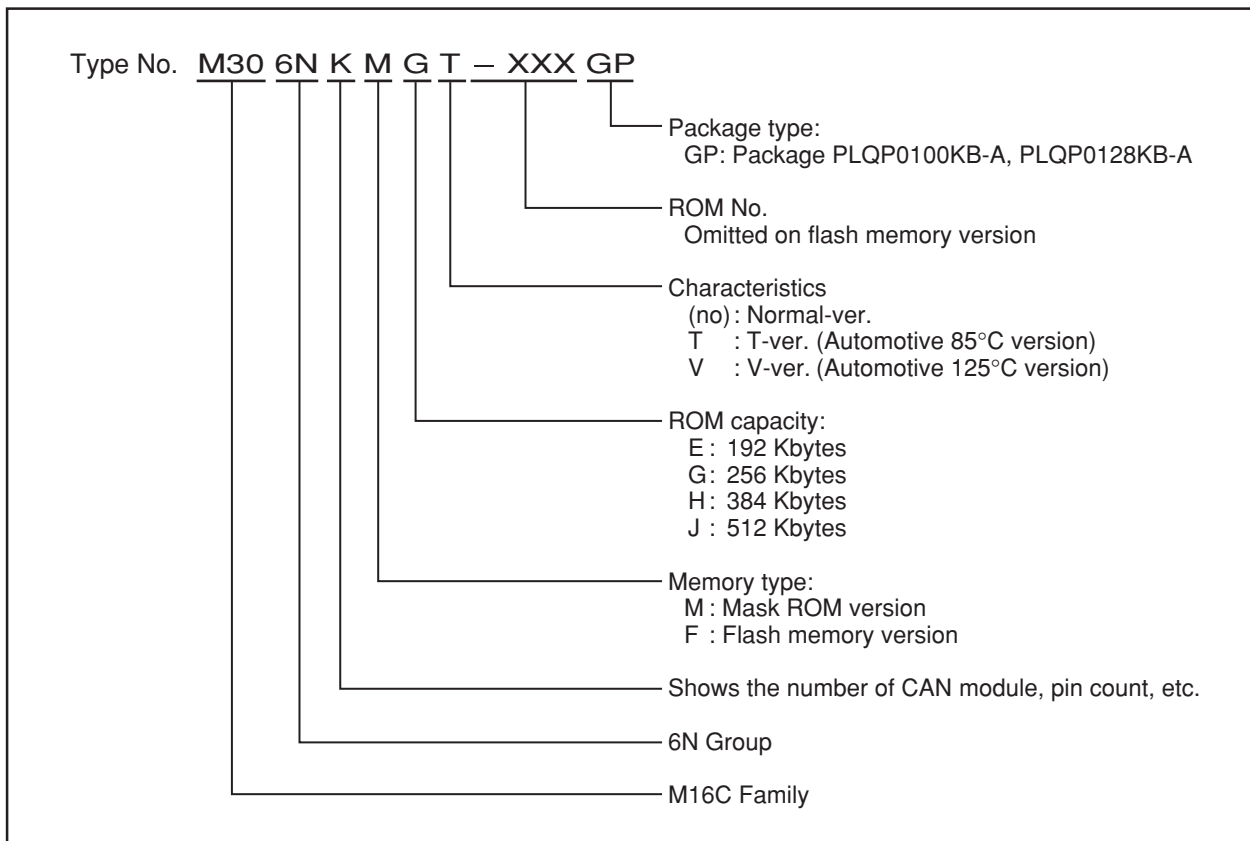 Type No. M30 6N K M G T – XXX GP
Package type:
GP: Package PLQP0100KB-A, PLQP0128KB-A
ROM No.
Omitted on flash memory version
Characteristics
(no) : Normal-ver.
T : T-ver. (Automotive 85°C version)
V : V-ver. (Automotive 125°C version)
ROM capacity:
E : 192 Kbytes
G : 256 Kbytes
H : 384 Kbytes
J : 512 Kbytes
Memory type:
M : Mask ROM version
F : Flash memory version
Shows the number of CAN module, pin count, etc.
6N Group
M16C Family